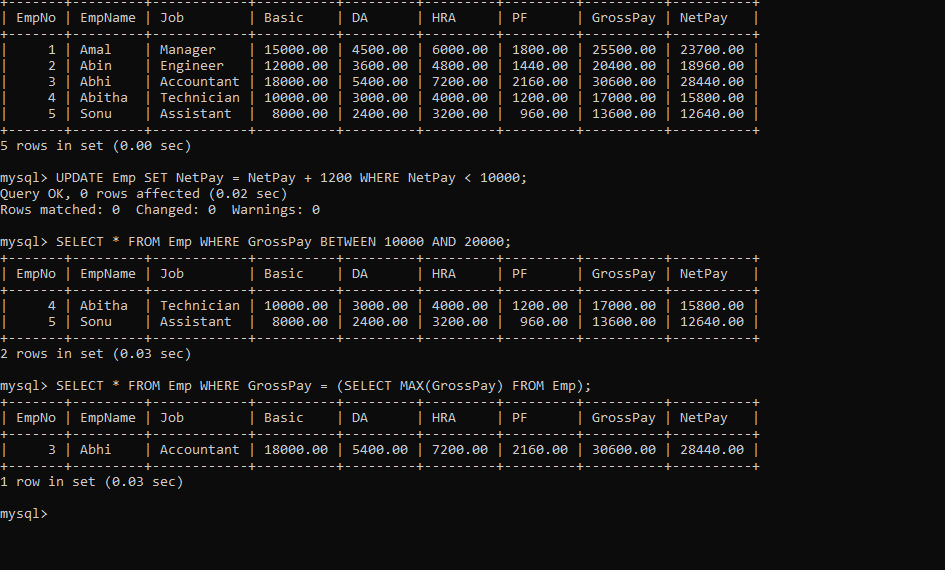 +-------+---------+------------+----------+---------+---------+---------+----------+----------+
| EmpNo | EmpName | Job        | Basic    | DA      | HRA     | PF      | GrossPay | NetPay   |
+-------+---------+------------+----------+---------+---------+---------+----------+----------+
|     1 | Amal    | Manager    | 15000.00 | 4500.00 | 6000.00 | 1800.00 | 25500.00 | 23700.00 |
|     2 | Abin    | Engineer   | 12000.00 | 3600.00 | 4800.00 | 1440.00 | 20400.00 | 18960.00 |
|     3 | Abhi    | Accountant | 18000.00 | 5400.00 | 7200.00 | 2160.00 | 30600.00 | 28440.00 |
|     4 | Abitha  | Technician | 10000.00 | 3000.00 | 4000.00 | 1200.00 | 17000.00 | 15800.00 |
|     5 | Sonu    | Assistant  |  8000.00 | 2400.00 | 3200.00 |  960.00 | 13600.00 | 12640.00 |
+-------+---------+------------+----------+---------+---------+---------+----------+----------+
5 rows in set (0.00 sec)
mysql> UPDATE Emp SET NetPay = NetPay + 1200 WHERE NetPay < 10000;
Query OK, 0 rows affected (0.02 sec)
Rows matched: 0  Changed: 0  Warnings: 0
mysql> SELECT * FROM Emp WHERE GrossPay BETWEEN 10000 AND 20000;
+-------+---------+------------+----------+---------+---------+---------+----------+----------+
| EmpNo | EmpName | Job        | Basic    | DA      | HRA     | PF      | GrossPay | NetPay   |
+-------+---------+------------+----------+---------+---------+---------+----------+----------+
|     4 | Abitha  | Technician | 10000.00 | 3000.00 | 4000.00 | 1200.00 | 17000.00 | 15800.00 |
|     5 | Sonu    | Assistant  |  8000.00 | 2400.00 | 3200.00 |  960.00 | 13600.00 | 12640.00 |
+-------+---------+------------+----------+---------+---------+---------+----------+----------+
2 rows in set (0.03 sec)
mysql> SELECT * FROM Emp WHERE GrossPay = (SELECT MAX(GrossPay) FROM Emp);
+-------+---------+------------+----------+---------+---------+---------+----------+----------+
| EmpNo | EmpName | Job        | Basic    | DA      | HRA     | PF      | GrossPay | NetPay   |
+-------+---------+------------+----------+---------+---------+---------+----------+----------+
|     3 | Abhi    | Accountant | 18000.00 | 5400.00 | 7200.00 | 2160.00 | 30600.00 | 28440.00 |
+-------+---------+------------+----------+---------+---------+---------+----------+----------+
1 row in set (0.03 sec)
mysql>